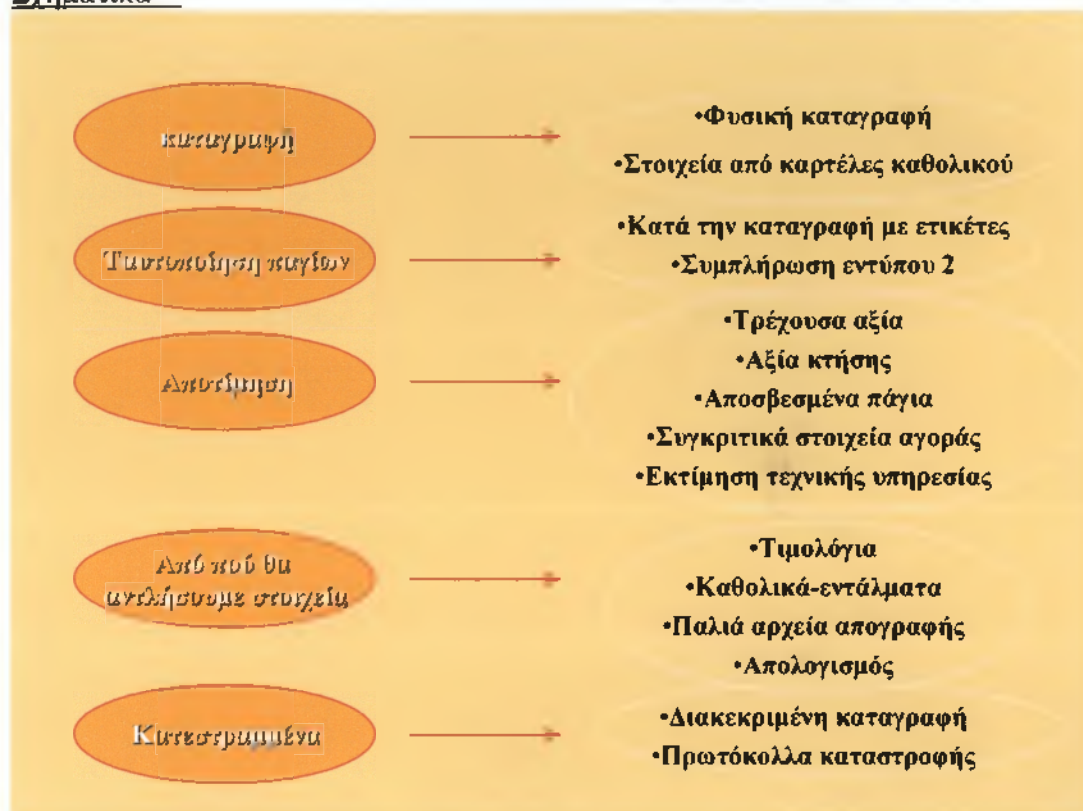 καταγραφή
•Φυσική καταγραφή
•Στοιχεία από καρτέλες καθολικού
Ταυτοποίηση παγίων
•Κατά την καταγραφή με ετικέτες
•Συμπλήρωση εντύπου 2
Αποτίμηση
•Τρέχουσα αξία
•Αξία κτήσης
•Αποσβεσμένα πάγια
•Συγκριτικά στοιχεία αγοράς
•Εκτίμηση τεχνικής υπηρεσίας
Από πού θα
αντλήσουμε στοιχεία
•Τιμολόγια
•Καθολικά-εντάλματα
•Παλιά αρχεία απογραφής
•Απολογισμός
Κατεστραμμένα
•Διακεκριμένη καταγραφή
•Πρωτόκολλα καταστροφής